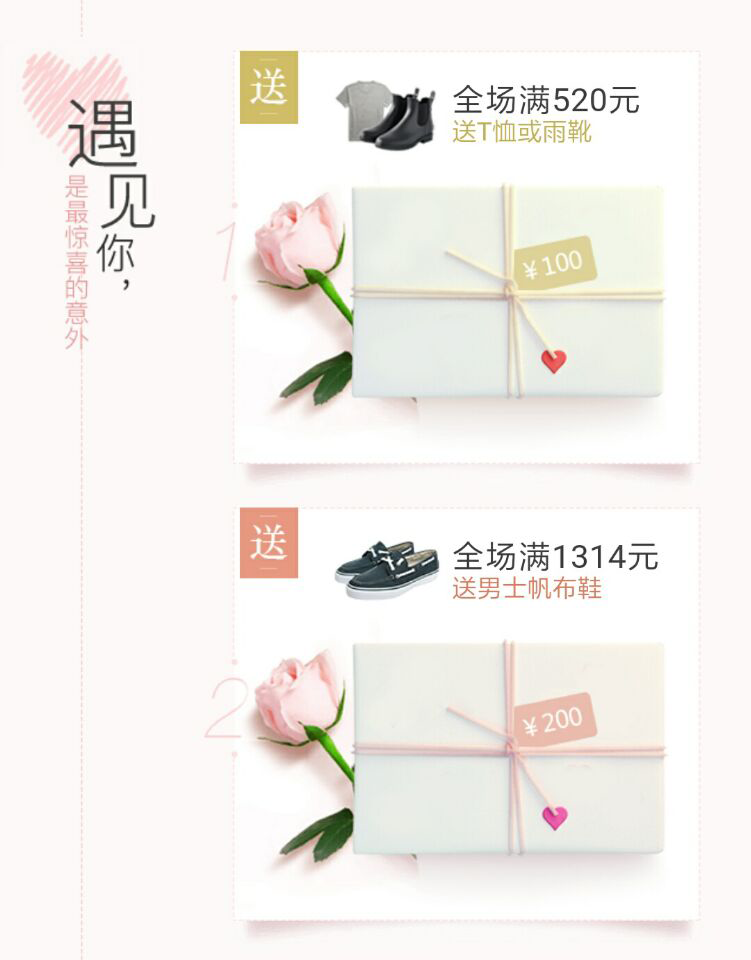 遇见你，
是最惊喜的意外
1
送
全场满520元
送T恤或雨靴
¥100
2
送
全场满1314元
送男士帆布鞋
¥200